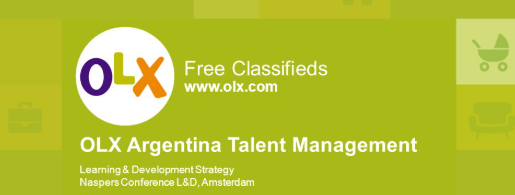 OLX
Free Classifieds
www.olx.com
OLX Argentina Talent Management
Learning & Development Strategy
Naspers Conference L&D, Amsterdam